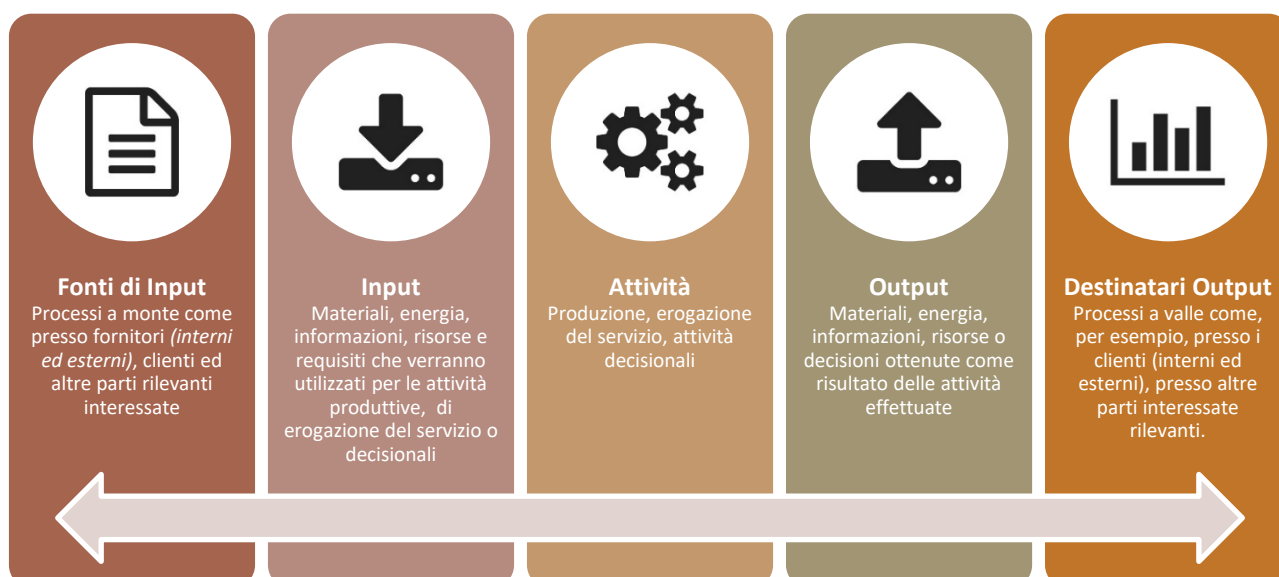 Fonti di Input
Processi a monte come
presso fornitori (interni
ed esterni), clienti ed
altre parti rilevanti
interessate
Input
Materiali, energia,
informazioni, risorse e
requisiti che verranno
utilizzati per le attività
produttive, di
erogazione del servizio o
decisionali
Attività
Produzione, erogazione
del servizio, attività
decisionali
Output
Materiali, energia,
informazioni, risorse o
decisioni ottenute come
risultato delle attività
effettuate
Destinatari Output
Processi a valle come,
per esempio, presso i
clienti (interni ed
esterni), presso altre
parti interessate
rilevanti.